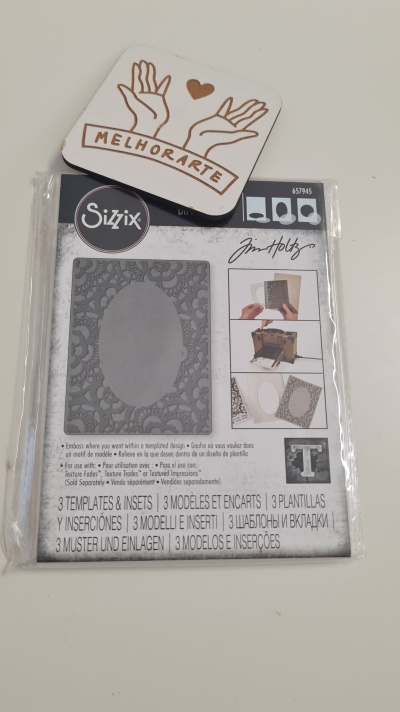 MELHORARTE
657945
Sizzix
Tim Holtz
• Emboss where you want within a templated design • Gaufre où vous voulez dans
un motif de modèle • Relieve en lo que desee dentro de un diseño de plantilla
• For use with: • Pour utilisation avec : • Para el uso con:
Texture Fades™, Texture Trades™ or Textured Impressions™
(Sold Separately • Vendu séparément • Vendidos separadamente)
T
3 TEMPLATES & INSETS | 3 MODÈLES ET ENCARTS | 3 PLANTILLAS
Y INSERCIÓNES | 3 MODELLI E INSERTI | 3 ШАБЛОНЫ И ВКЛАДКИ |
3 MUSTER UND EINLAGEN | 3 MODELOS E INSERÇÕES